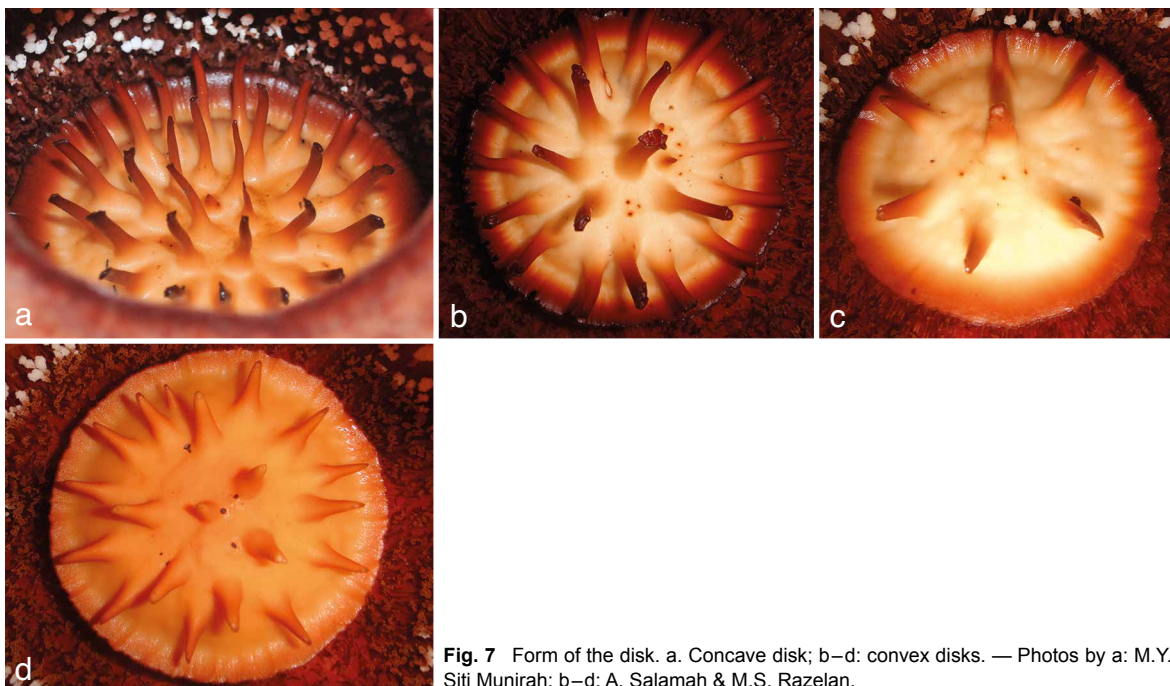 a
b
c
d
Fig. 7 Form of the disk. a. Concave disk; b–d: convex disks. — Photos by a: M.Y.
Siti Munirah; b–d: A. Salamah & M.S. Razelan.